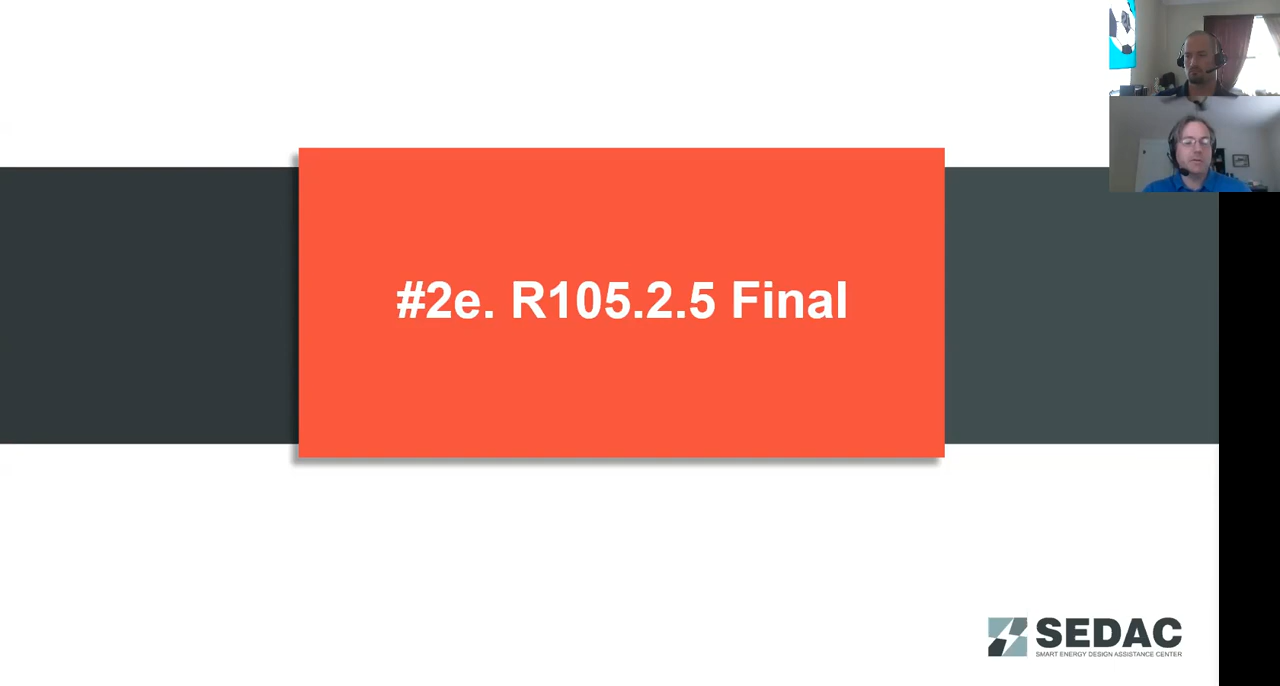 #2e. R105.2.5 Final
SEDAC
SMART ENERGY DESIGN ASSISTANCE CENTER